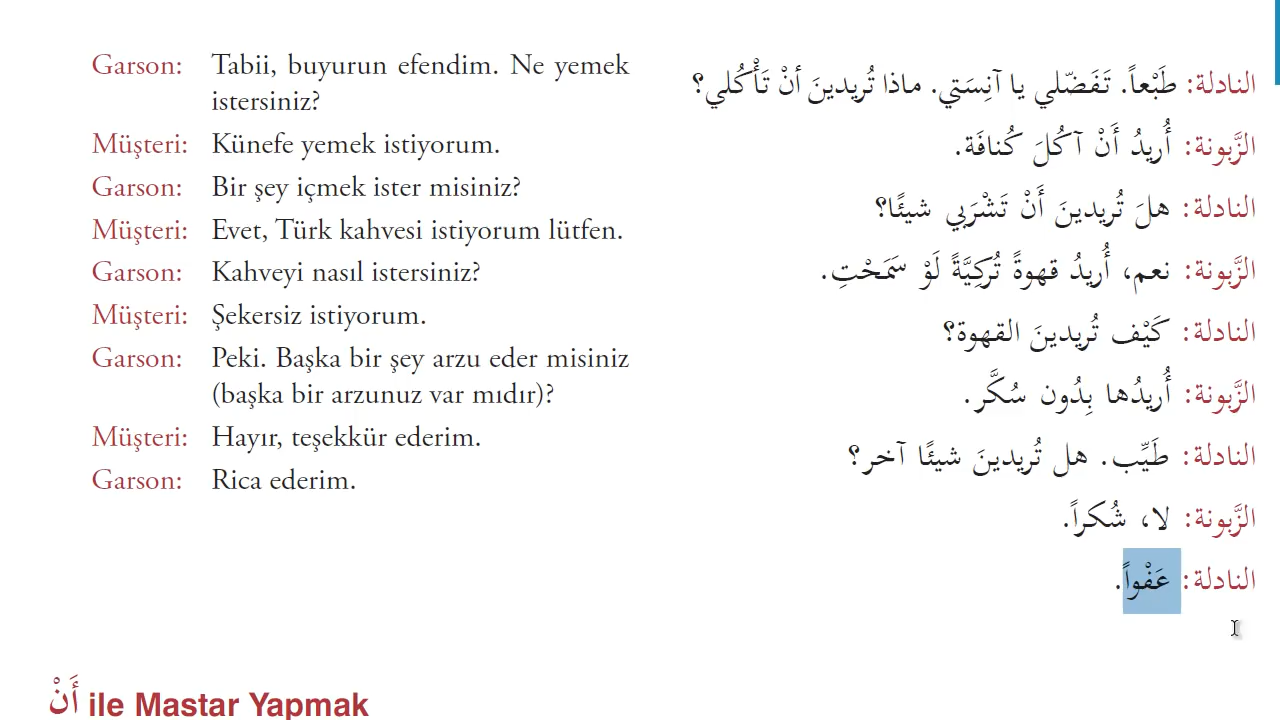 Garson: Tabii, buyurun efendim. Ne yemek
istersiniz?
Müşteri: Künefe yemek istiyorum.
Garson: Bir şey içmek ister misiniz?
Müşteri: Evet, Türk kahvesi istiyorum lütfen.
Garson: Kahveyi nasıl istersiniz?
Müşteri: Şekersiz istiyorum.
Garson: Peki. Başka bir şey arzu eder misiniz
(başka bir arzunuz var mıdır)?
Müşteri: Hayır, teşekkür ederim.
Garson: Rica ederim.
النادلة: طَبْعاً. تَفَضّلي يا آنِسَتي. ماذا تُريدينَ أنْ تَأْكُلي؟
الزَّبونة: أُريدُ أَنْ آكُلَ كُنافَة.
النادلة: هلَ تُريدينَ أَنْ تَشْرَبي شيئًا؟
الزَّبونة: نعم، أُريدُ قهوةً تُركِيَّةً لَوْ سَمَحْتِ.
النادلة: كَيْف تُريدينَ القهوة؟
الزَّبونة: أُريدُها بِدُون سُكَّر.
النادلة: طَيِّب. هل تُريدينَ شيئًا آخر؟
الزَّبونة: لا، شُكراً.
النادلة: عَفْواً.
أَنْ ile Mastar Yapmak